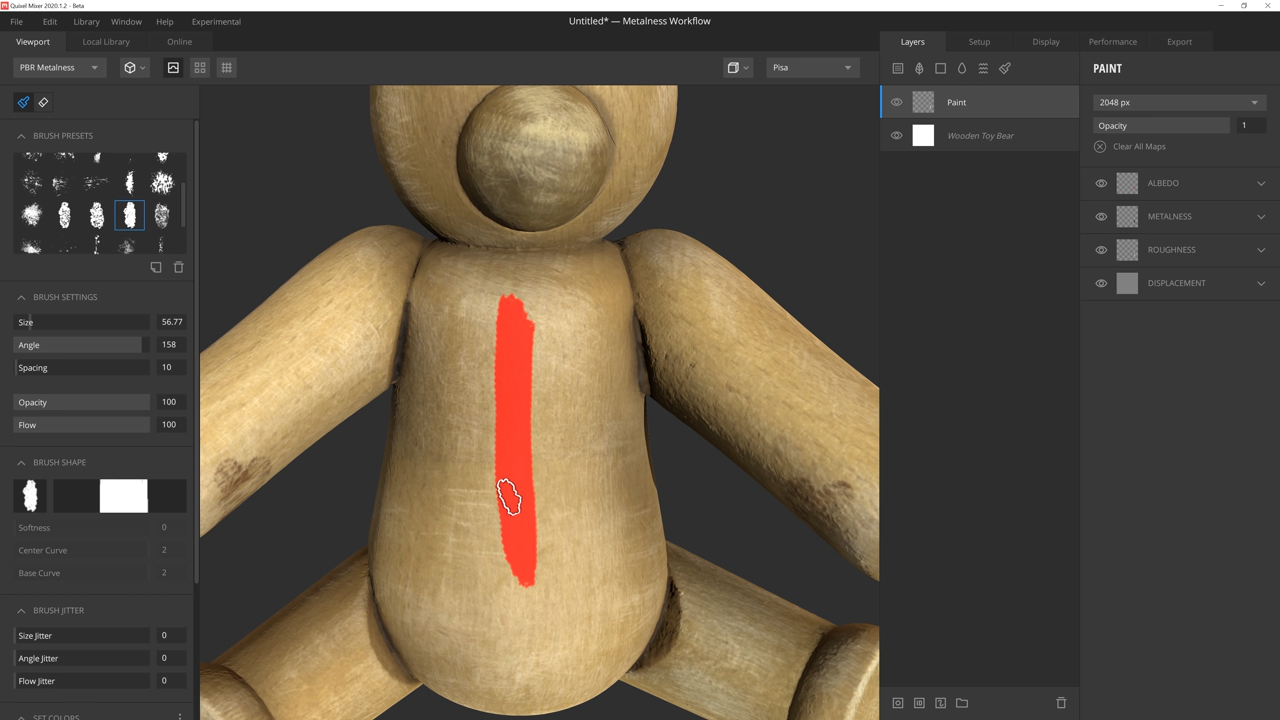 Quixel Mixer 2020.1.2 - Beta
File Edit Library Window Help Experimental
Untitled* — Metalness Workflow
Viewport Local Library Online
Layers Setup Display Performance Export
PBR Metalness
Pisa
PAINT
2048 px
Opacity 1
Clear All Maps
ALBEDO
METALNESS
ROUGHNESS
DISPLACEMENT
Paint
Wooden Toy Bear
BRUSH PRESETS
BRUSH SETTINGS
Size 56.77
Angle 158
Spacing 10
Opacity 100
Flow 100
BRUSH SHAPE
Softness 0
Center Curve 2
Base Curve 2
BRUSH JITTER
Size Jitter 0
Angle Jitter 0
Flow Jitter 0
SET COLORS